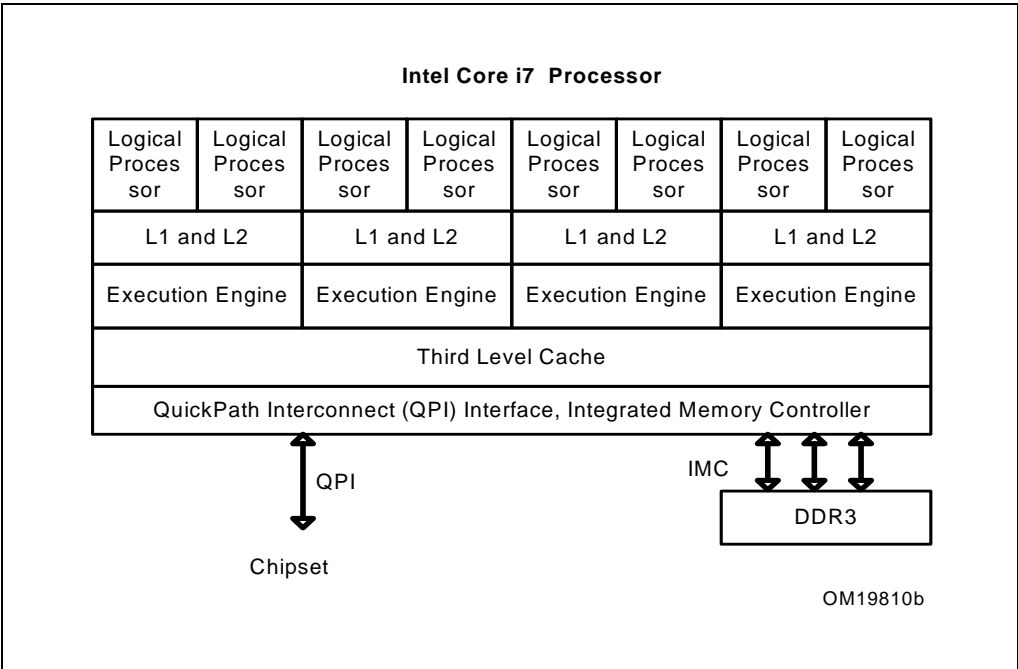 Intel Core i7 Processor
Logical Logical Logical Logical Logical Logical Logical Logical
Proces Proces Proces Proces Proces Proces Proces Proces
sor sor sor sor sor sor sor sor
L1 and L2 L1 and L2 L1 and L2 L1 and L2
Execution Engine Execution Engine Execution Engine Execution Engine
Third Level Cache
QuickPath Interconnect (QPI) Interface, Integrated Memory Controller
QPI
IMC
DDR3
Chipset
OM19810b